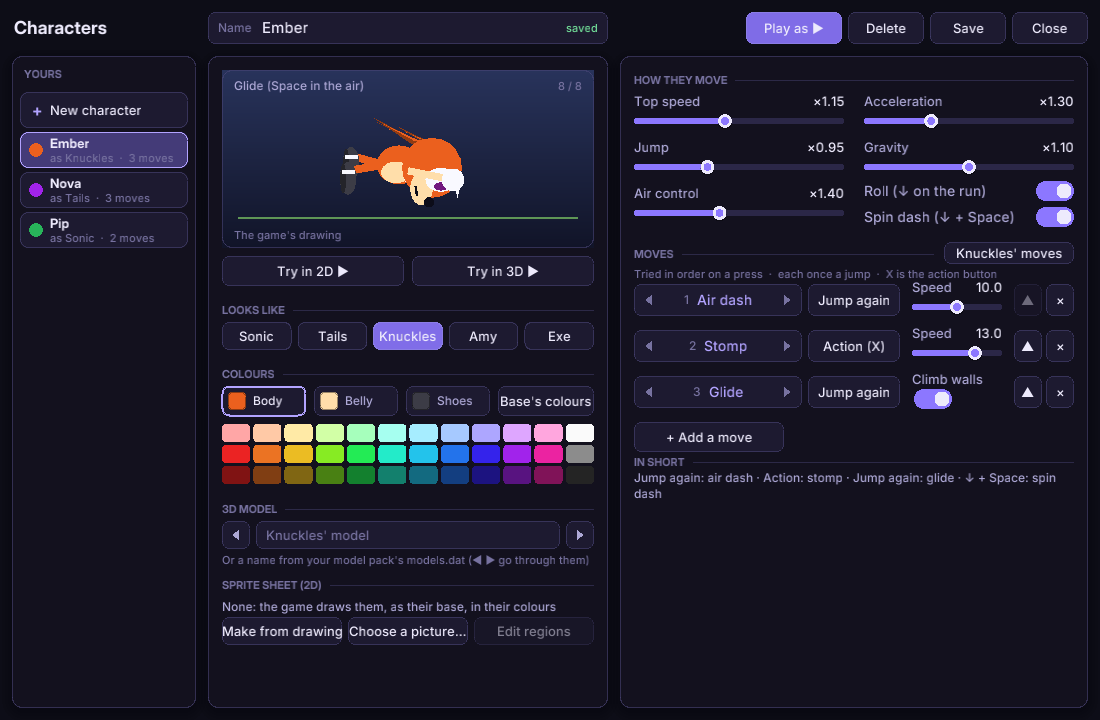 Characters
Name Ember saved
Play as ▶ Delete Save Close
YOURS
+ New character
Ember
as Knuckles · 3 moves
Nova
as Tails · 3 moves
Pip
as Sonic · 2 moves
Glide (Space in the air) 8 / 8
The game's drawing
Try in 2D ▶ Try in 3D ▶
LOOKS LIKE
Sonic Tails Knuckles Amy Exe
COLOURS
Body Belly Shoes Base's colours
3D MODEL
◀ Knuckles' model ▶
Or a name from your model pack's models.dat (◀ ▶ go through them)
SPRITE SHEET (2D)
None: the game draws them, as their base, in their colours
Make from drawing Choose a picture... Edit regions
HOW THEY MOVE
Top speed ×1.15 Acceleration ×1.30
Jump ×0.95 Gravity ×1.10
Air control ×1.40 Roll (↓ on the run)
Spin dash (↓ + Space)
MOVES Knuckles' moves
Tried in order on a press · each once a jump · X is the action button
◀ 1 Air dash ▶ Jump again Speed 10.0 ▲ ×
◀ 2 Stomp ▶ Action (X) Speed 13.0 ▲ ×
◀ 3 Glide ▶ Jump again Climb walls ▲ ×
+ Add a move
IN SHORT
Jump again: air dash · Action: stomp · Jump again: glide · ↓ + Space: spin
dash